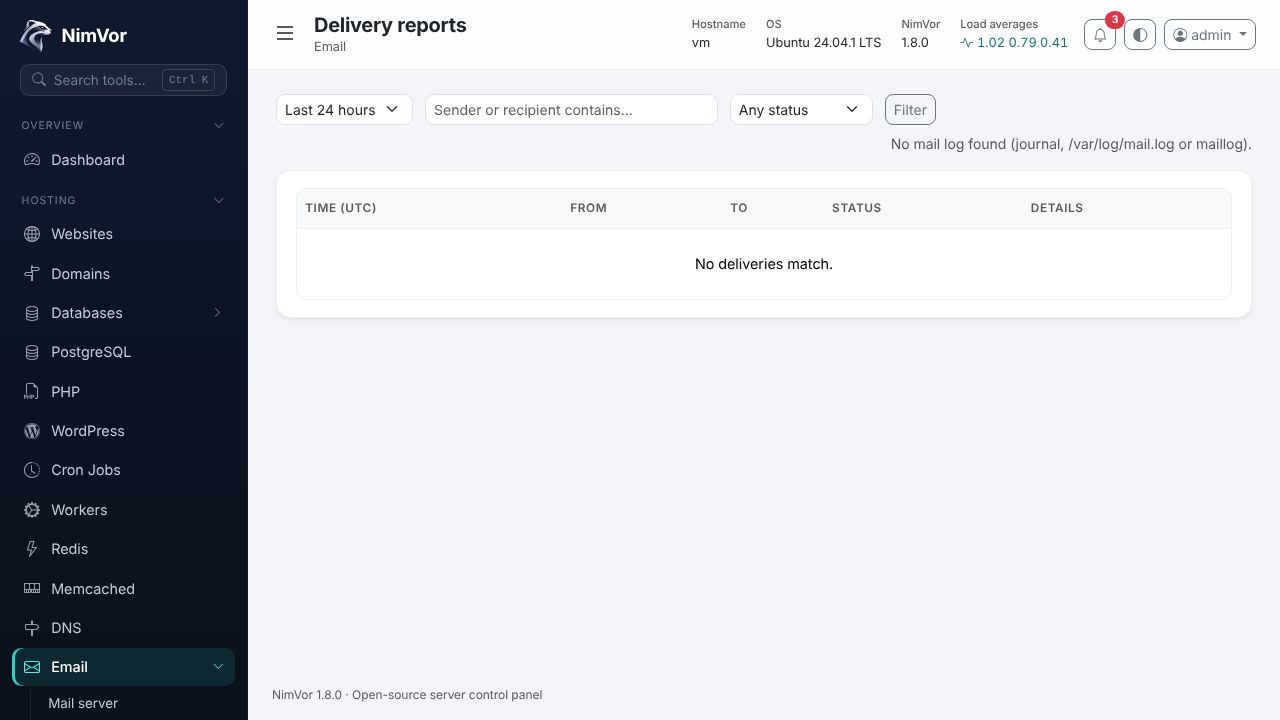 NimVor
Search tools...
Ctrl K
OVERVIEW
Dashboard
HOSTING
Websites
Domains
Databases
PostgreSQL
PHP
WordPress
Cron Jobs
Workers
Redis
Memcached
DNS
Email
Mail server
Delivery reports
Email
Hostname
vm
OS
Ubuntu 24.04.1 LTS
NimVor
1.8.0
Load averages
1.02 0.79 0.41
3
admin
Last 24 hours
Sender or recipient contains...
Any status
Filter
No mail log found (journal, /var/log/mail.log or maillog).
TIME (UTC) FROM TO STATUS DETAILS
No deliveries match.
NimVor 1.8.0 · Open-source server control panel